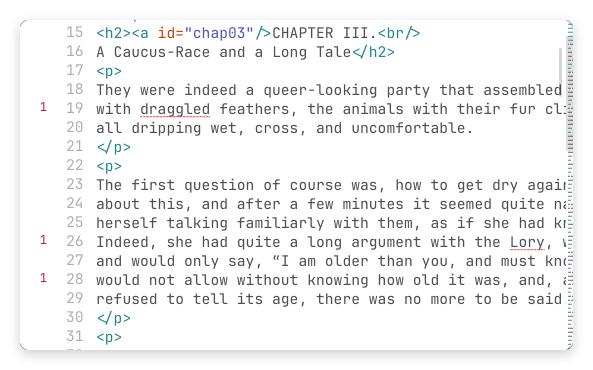 15 <h2><a id="chap03"/>CHAPTER III.<br/>
16 A Caucus-Race and a Long Tale</h2>
17 <p>
18 They were indeed a queer-looking party that assembled
1 19 with draggled feathers, the animals with their fur
20 all dripping wet, cross, and uncomfortable.
21 </p>
22 <p>
23 The first question of course was, how to get dry
24 about this, and after a few minutes it seemed quite
25 herself talking familiarly with them, as if she had
1 26 Indeed, she had quite a long argument with the Lory,
27 and would only say, “I am older than you, and must
1 28 would not allow without knowing how old it was, and,
29 refused to tell its age, there was no more to be said
30 </p>
31 <p>